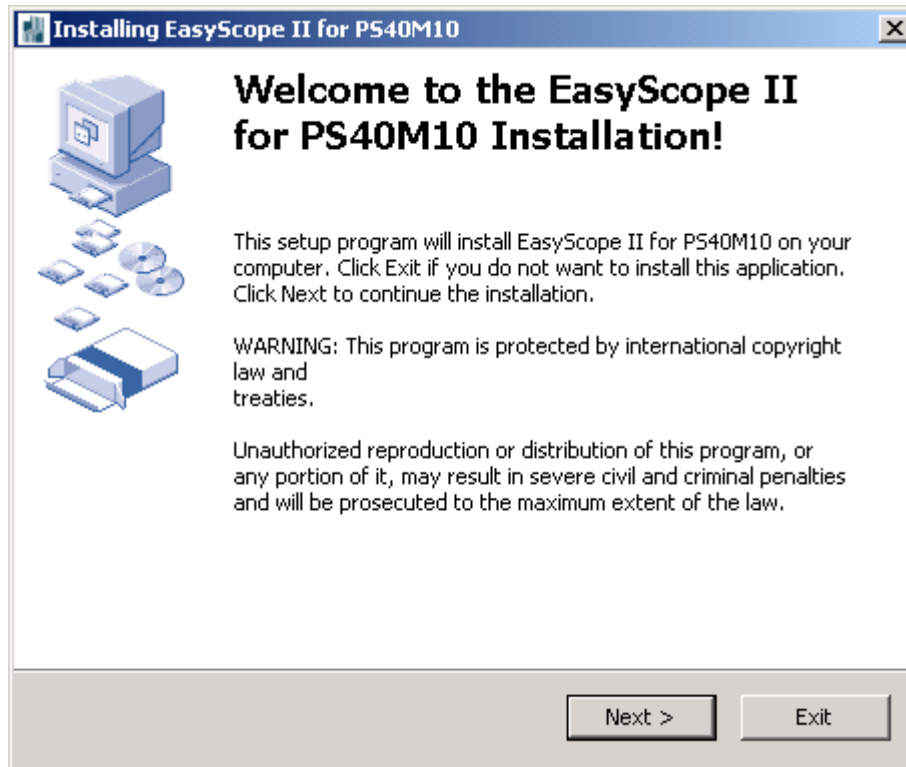 Installing EasyScope II for PS40M10
Welcome to the EasyScope II
for PS40M10 Installation!
This setup program will install EasyScope II for PS40M10 on your
computer. Click Exit if you do not want to install this application.
Click Next to continue the installation.
WARNING: This program is protected by international copyright
law and
treaties.
Unauthorized reproduction or distribution of this program, or
any portion of it, may result in severe civil and criminal penalties
and will be prosecuted to the maximum extent of the law.
Next >
Exit